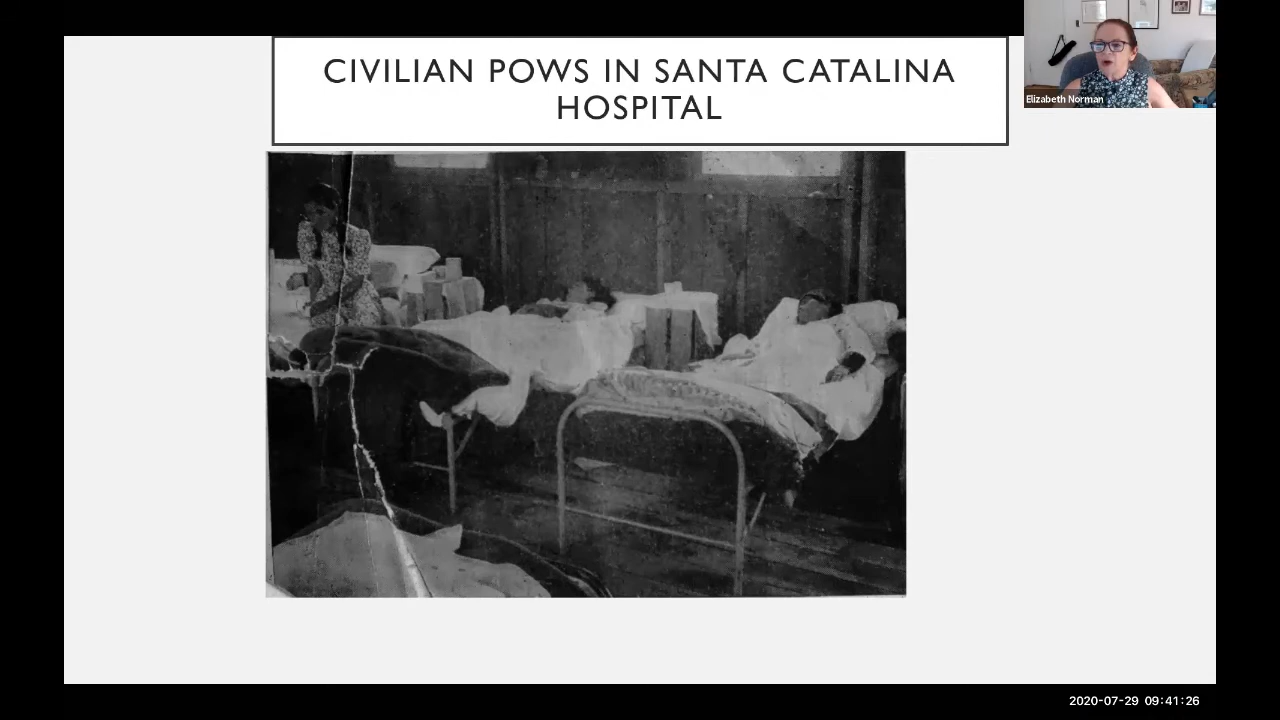 CIVILIAN POWS IN SANTA CATALINA
HOSPITAL
Elizabeth Norman
2020-07-29 09:41:26